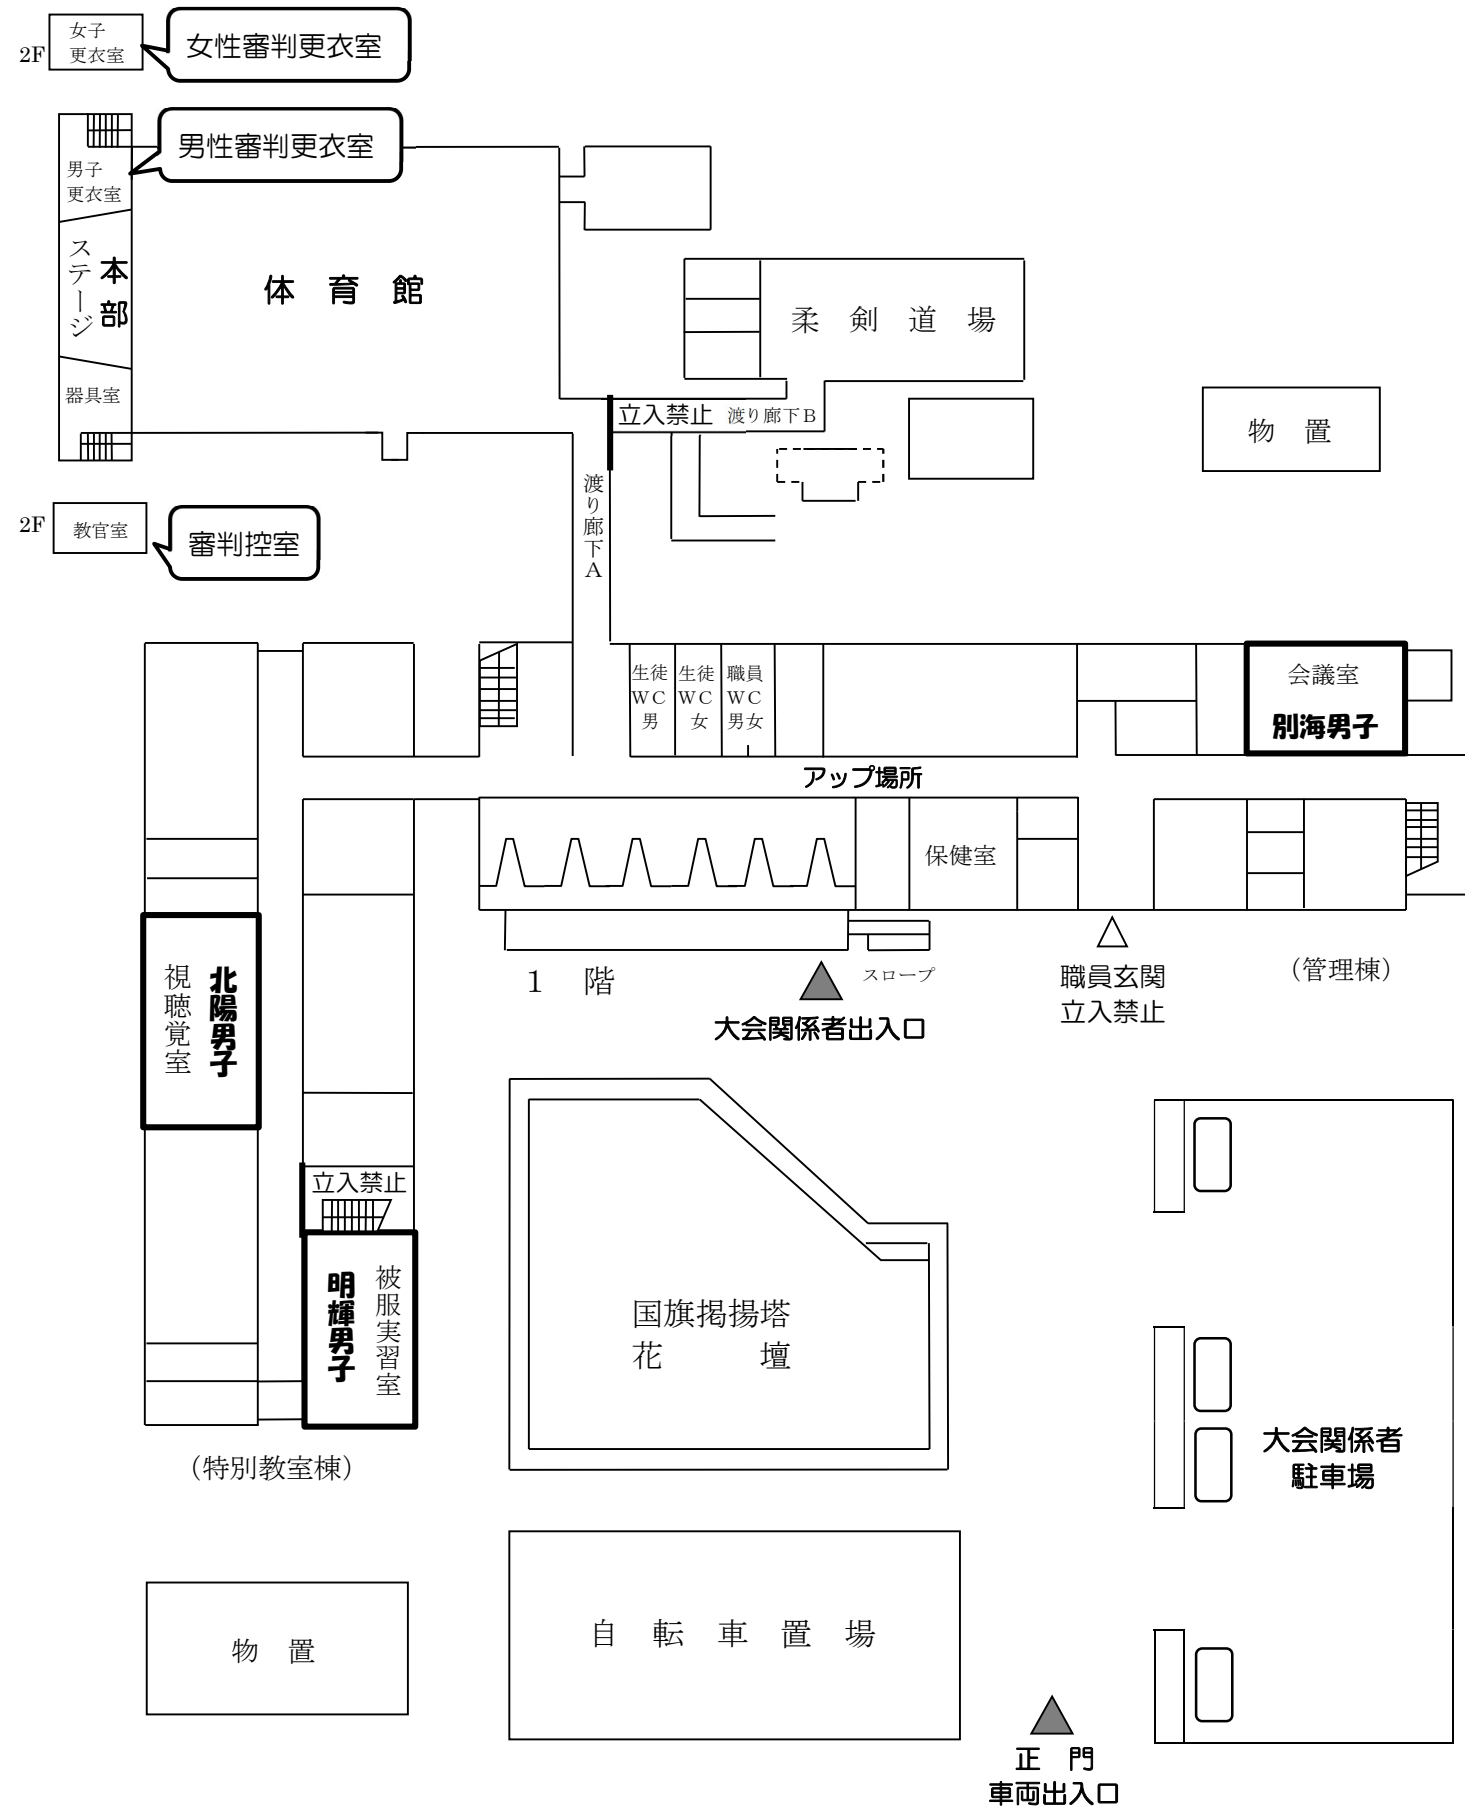 女子
更衣室
2F
女性審判更衣室
男性審判更衣室
男子
更衣室
ステージ
本部
体　育　館
器具室
柔　剣　道　場
立入禁止
渡り廊下B
物　置
渡り廊下A
2F
教官室
審判控室
生徒
WC
男
生徒
WC
女
職員
WC
男女
会議室
別海男子
アップ場所
保健室
1　階
スロープ
大会関係者出入口
職員玄関
立入禁止
（管理棟）
視聴覚室
北陽男子
立入禁止
被服実習室
明輝男子
（特別教室棟）
国旗掲揚塔
花　　　壇
大会関係者
駐車場
物　置
自　転　車　置　場
正　門
車両出入口